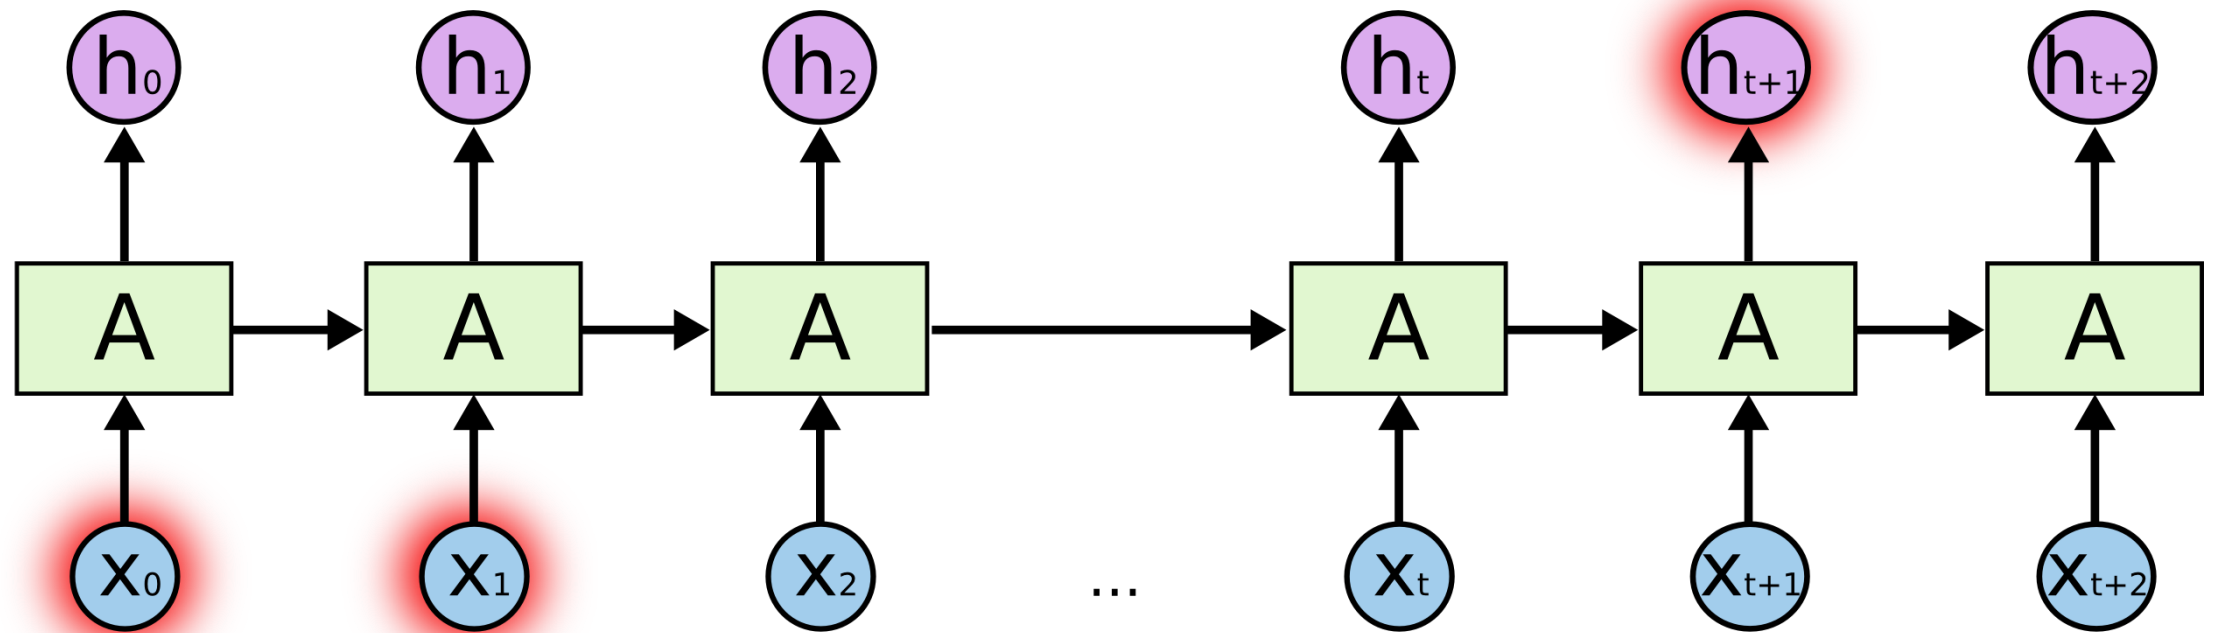 h₀ h₁ h₂ hₜ hₜ₊₁ hₜ₊₂
A A A A A A
x₀ x₁ x₂ ... xₜ xₜ₊₁ xₜ₊₂